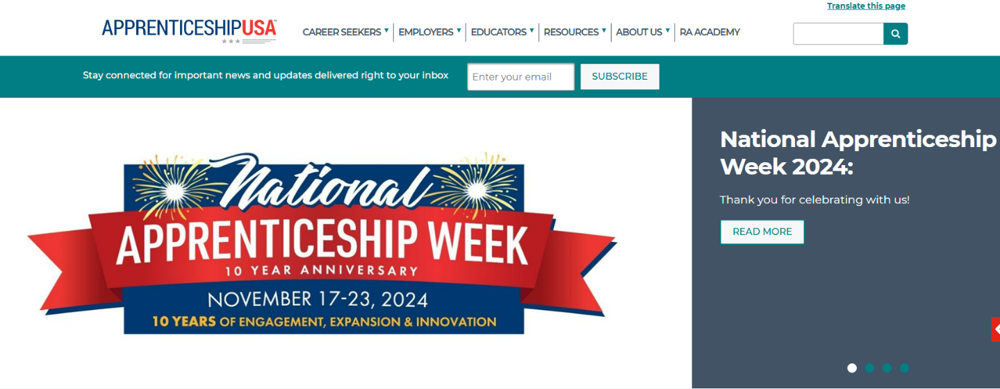 Translate this page
APPRENTICESHIPUSA™
CAREER SEEKERS
EMPLOYERS
EDUCATORS
RESOURCES
ABOUT US
RA ACADEMY
Stay connected for important news and updates delivered right to your inbox
Enter your email
SUBSCRIBE
National
APPRENTICESHIP WEEK
10 YEAR ANNIVERSARY
NOVEMBER 17-23, 2024
10 YEARS OF ENGAGEMENT, EXPANSION & INNOVATION
National Apprenticeship
Week 2024:
Thank you for celebrating with us!
READ MORE